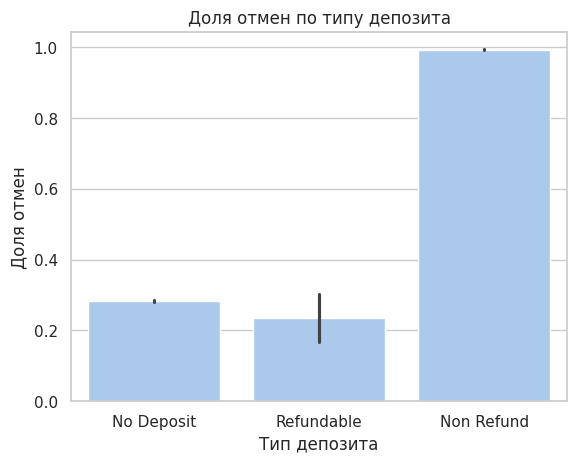 Доля отмен по типу депозита
Доля отмен
1.0
0.8
0.6
0.4
0.2
0.0
No Deposit
Refundable
Non Refund
Тип депозита